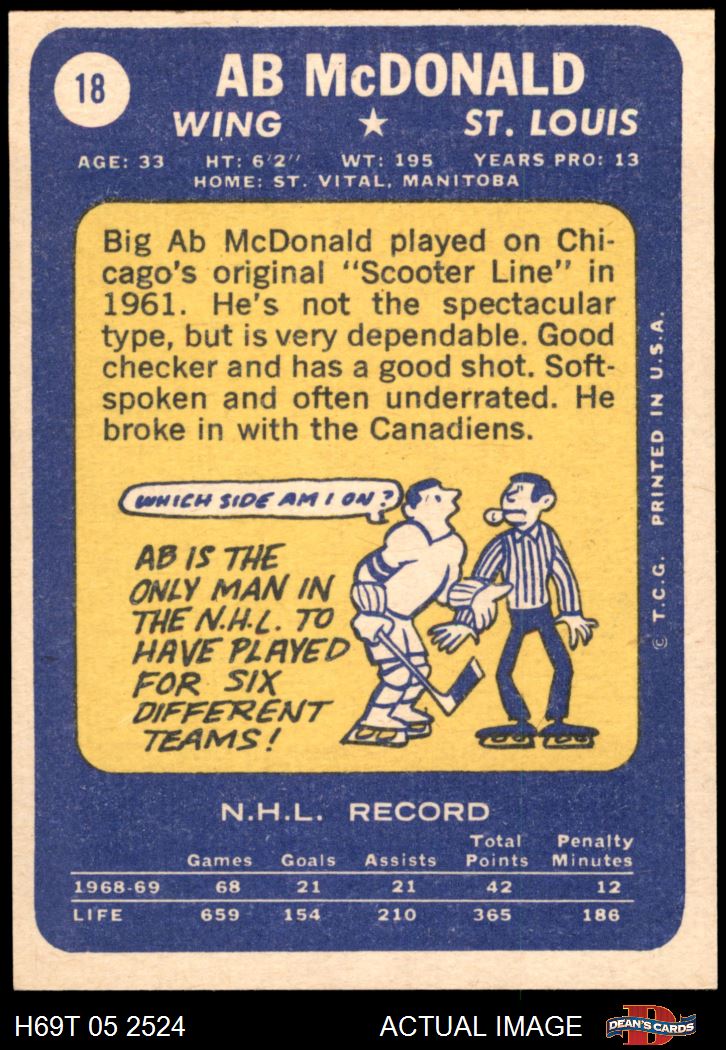 18
AB McDONALD
WING ★ ST. LOUIS
AGE: 33 HT: 6'2" WT: 195 YEARS PRO: 13
HOME: ST. VITAL, MANITOBA
Big Ab McDonald played on Chi-
cago's original "Scooter Line" in
1961. He's not the spectacular
type, but is very dependable. Good
checker and has a good shot. Soft-
spoken and often underrated. He
broke in with the Canadiens.
WHICH SIDE AM I ON?
AB IS THE
ONLY MAN IN
THE N.H.L. TO
HAVE PLAYED
FOR SIX
DIFFERENT
TEAMS!
© T.C.G. PRINTED IN U.S.A.
N.H.L. RECORD
Games Goals Assists Total Points Penalty Minutes
1968-69 68 21 21 42 12
LIFE 659 154 210 365 186
H69T 05 2524 ACTUAL IMAGE
D
DEAN'S CARDS